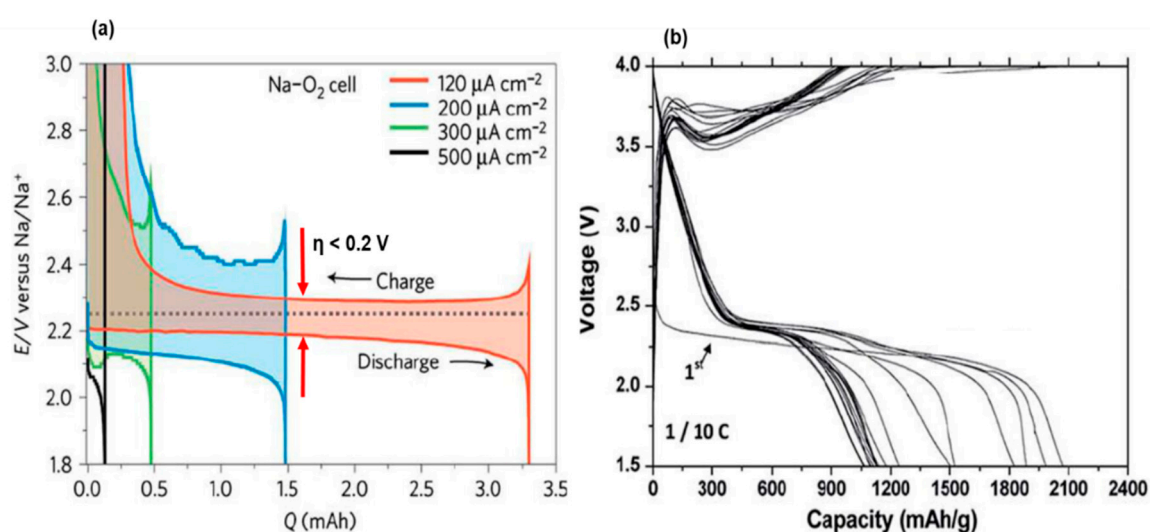 (a)
Na–O₂ cell
120 µA cm⁻²
200 µA cm⁻²
300 µA cm⁻²
500 µA cm⁻²
η < 0.2 V
Charge
Discharge
E/V versus Na/Na⁺
3.0
2.8
2.6
2.4
2.2
2.0
1.8
0.0 0.5 1.0 1.5 2.0 2.5 3.0 3.5
Q (mAh)
(b)
Voltage (V)
4.0
3.5
3.0
2.5
2.0
1.5
1ˢᵗ
1 / 10 C
0 300 600 900 1200 1500 1800 2100 2400
Capacity (mAh/g)